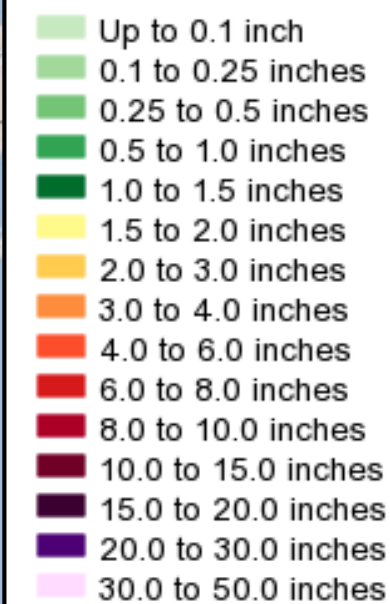 Up to 0.1 inch
0.1 to 0.25 inches
0.25 to 0.5 inches
0.5 to 1.0 inches
1.0 to 1.5 inches
1.5 to 2.0 inches
2.0 to 3.0 inches
3.0 to 4.0 inches
4.0 to 6.0 inches
6.0 to 8.0 inches
8.0 to 10.0 inches
10.0 to 15.0 inches
15.0 to 20.0 inches
20.0 to 30.0 inches
30.0 to 50.0 inches